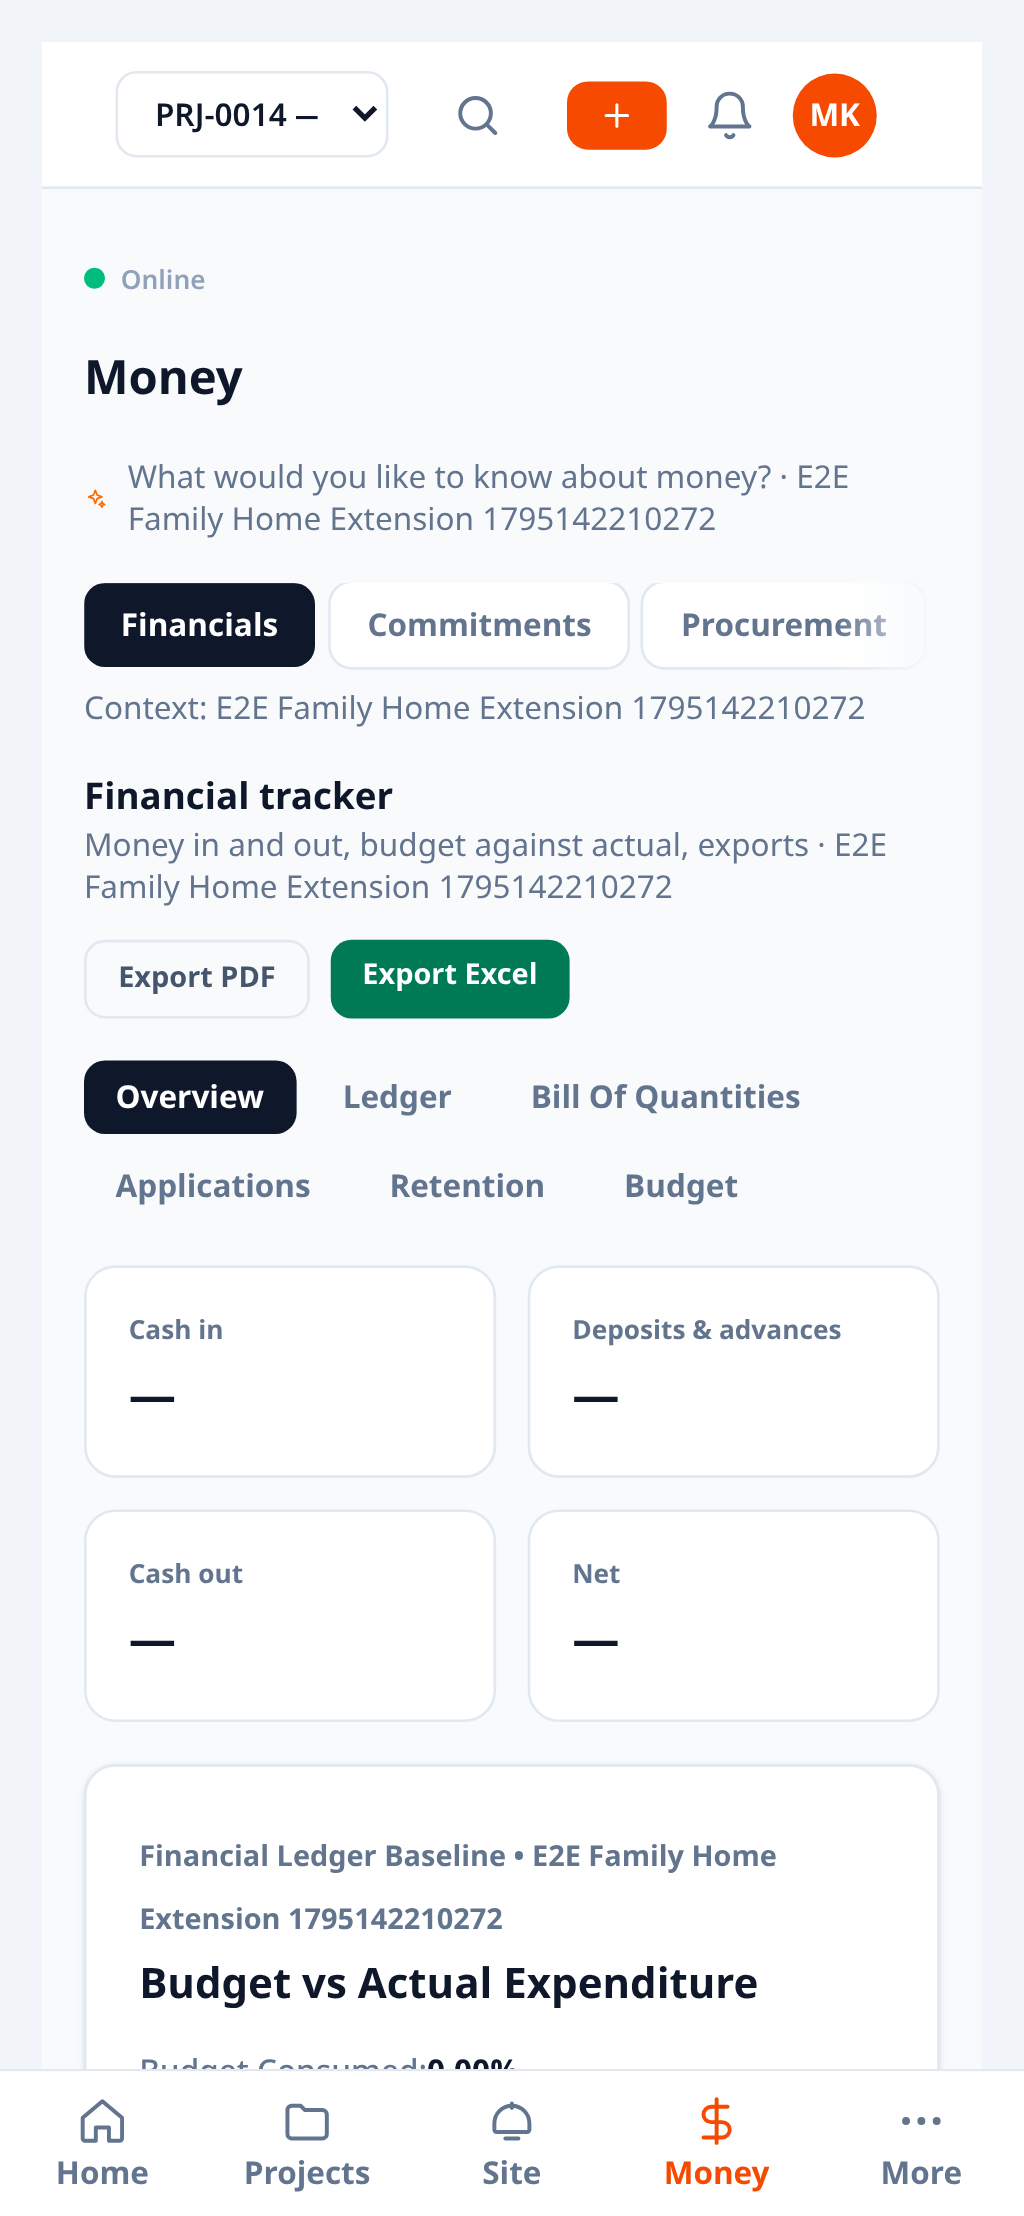 PRJ-0014 —
+
MK
Online
Money
What would you like to know about money? · E2E
Family Home Extension 1795142210272
Financials
Commitments
Procurement
Context: E2E Family Home Extension 1795142210272
Financial tracker
Money in and out, budget against actual, exports · E2E
Family Home Extension 1795142210272
Export PDF
Export Excel
Overview
Ledger
Bill Of Quantities
Applications
Retention
Budget
Cash in
—
Deposits & advances
—
Cash out
—
Net
—
Financial Ledger Baseline • E2E Family Home
Extension 1795142210272
Budget vs Actual Expenditure
Budget Consumed:0.00%
Home
Projects
Site
Money
More